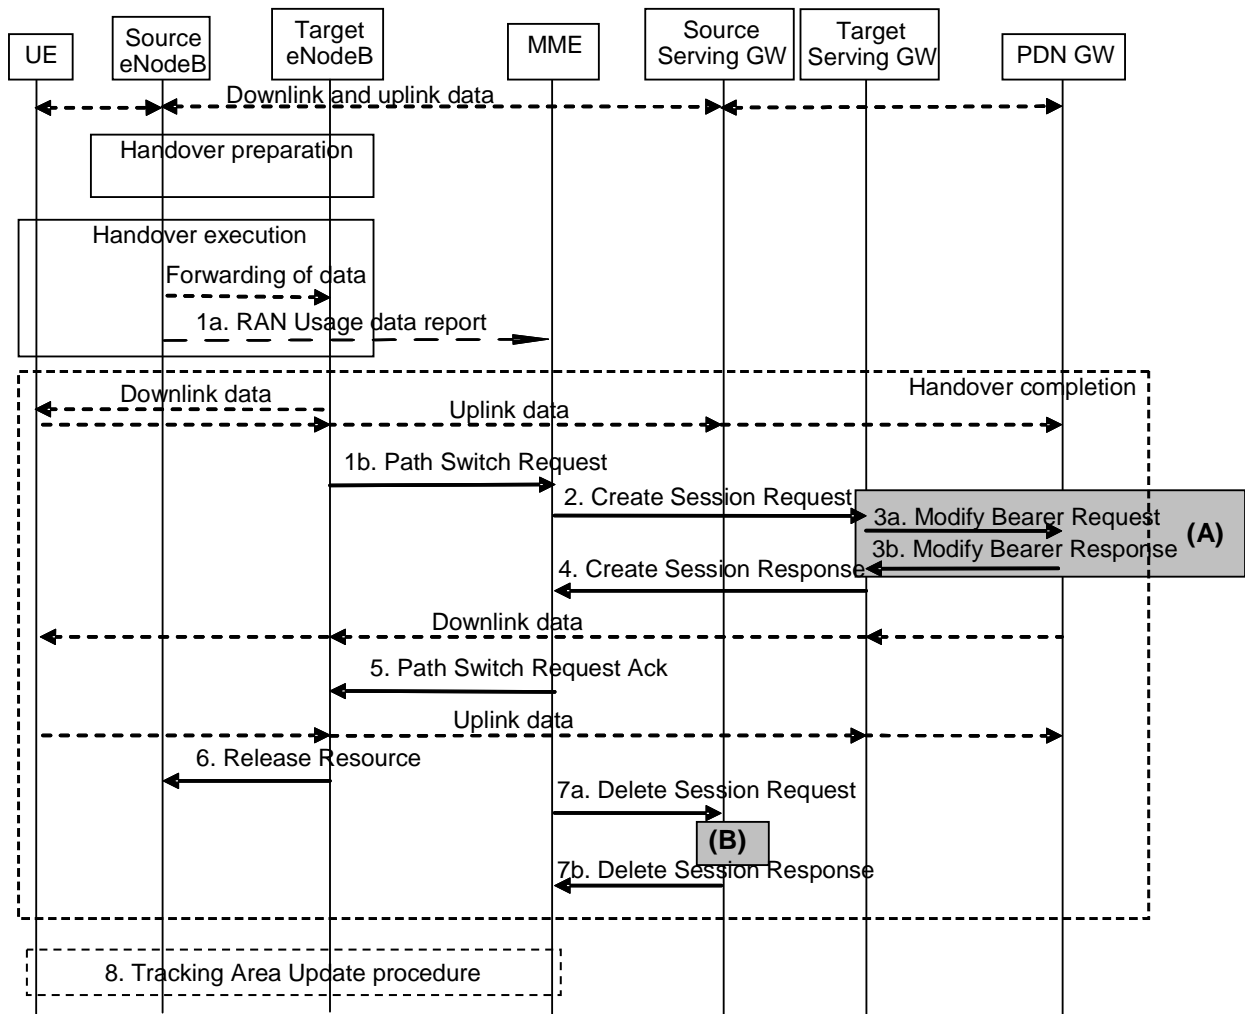 UE
Source
eNodeB
Target
eNodeB
MME
Source
Serving GW
Target
Serving GW
PDN GW
Downlink and uplink data
Handover preparation
Handover execution
Forwarding of data
1a. RAN Usage data report
Handover completion
Downlink data
Uplink data
1b. Path Switch Request
2. Create Session Request
3a. Modify Bearer Request
(A)
3b. Modify Bearer Response
4. Create Session Response
Downlink data
5. Path Switch Request Ack
Uplink data
6. Release Resource
7a. Delete Session Request
(B)
7b. Delete Session Response
8. Tracking Area Update procedure